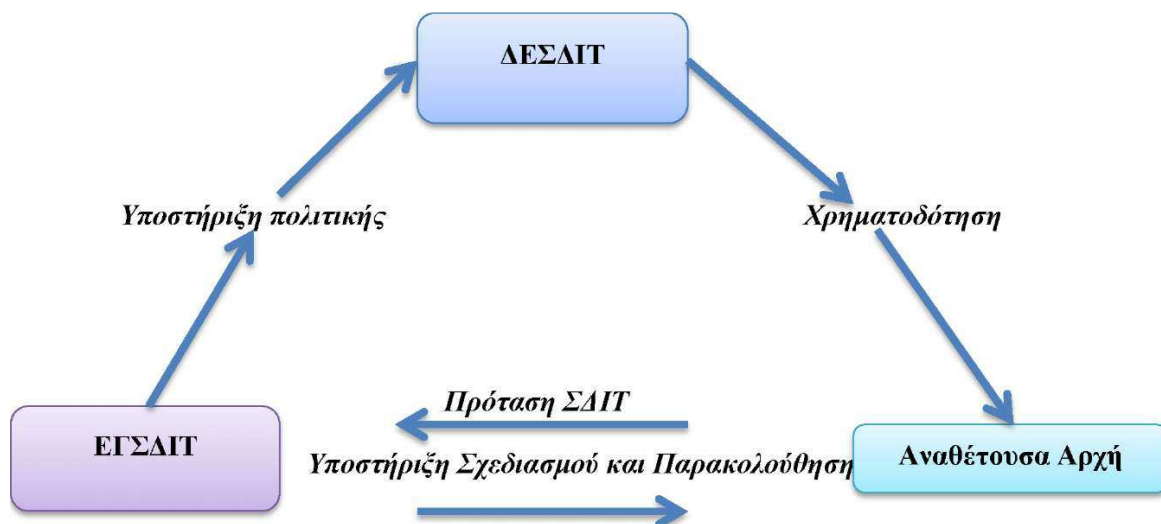 ΔΕΣΔΙΤ
Υποστήριξη πολιτικής
Χρηματοδότηση
Πρόταση ΣΔΙΤ
ΕΓΣΔΙΤ
Υποστήριξη Σχεδιασμού και Παρακολούθηση
Αναθέτουσα Αρχή